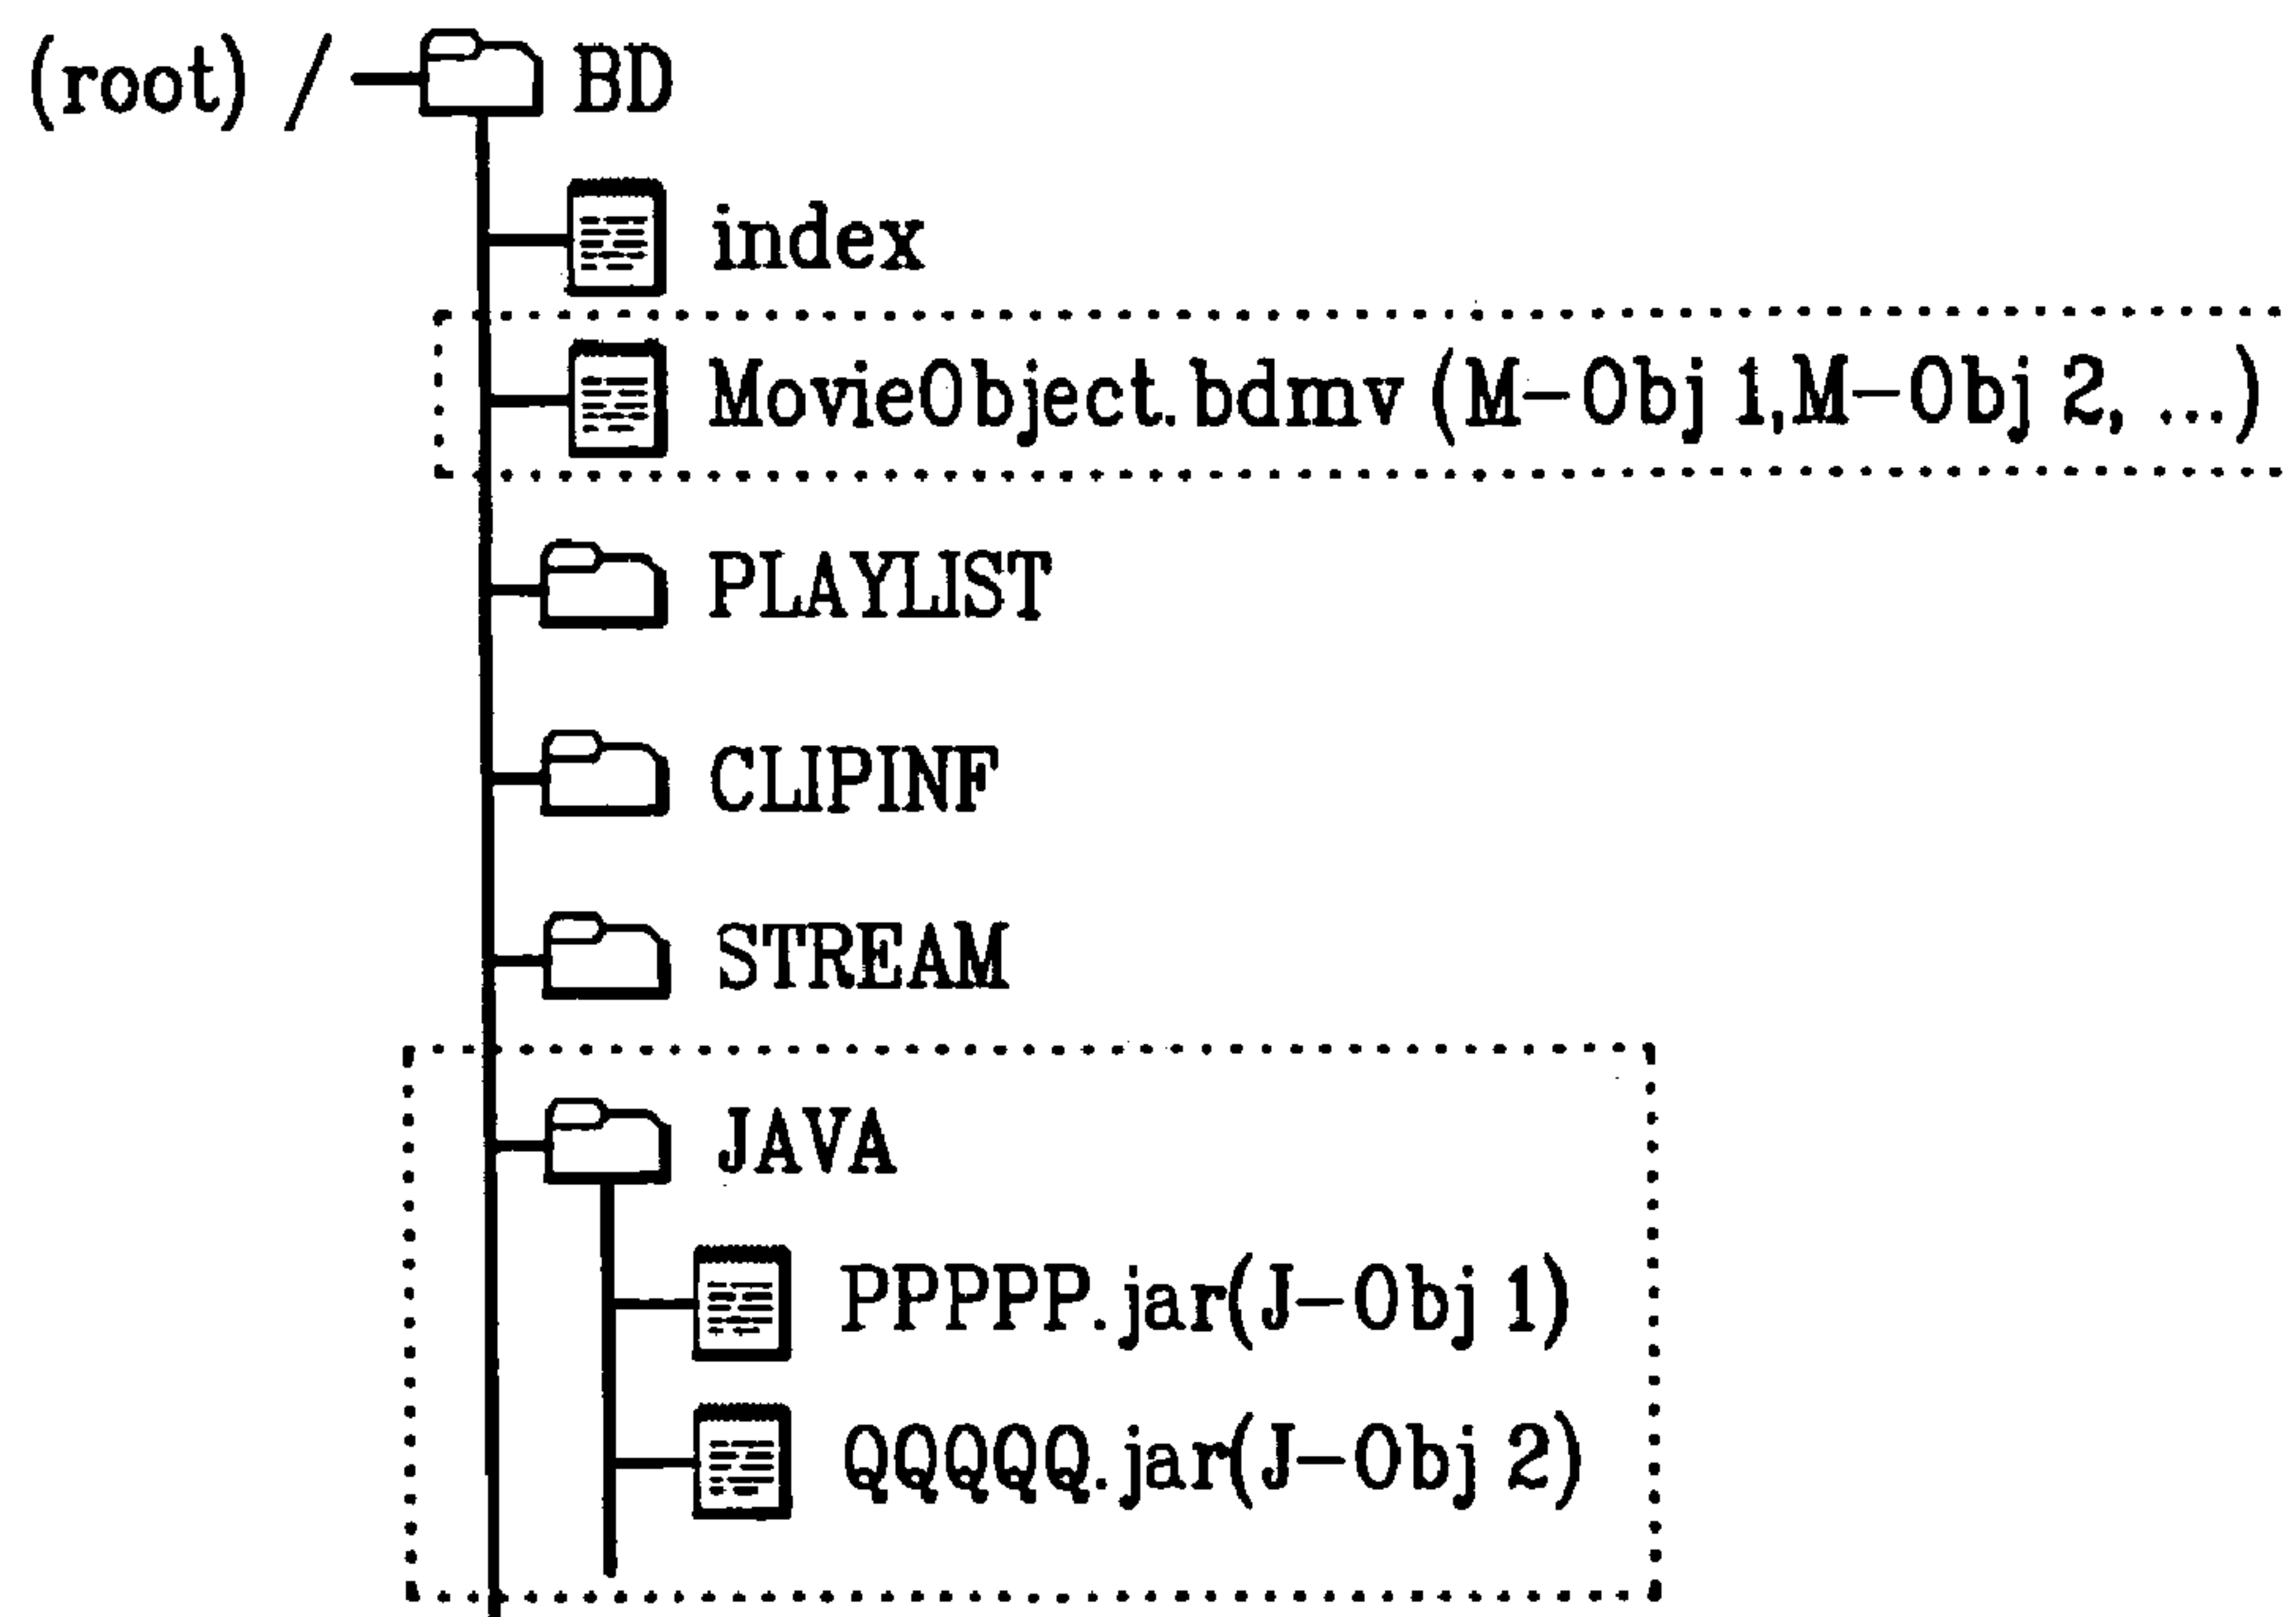 (root) / BD
index
MovieObject.bdmv (M-Obj 1,M-Obj 2, ...)
PLAYLIST
CLIPINF
STREAM
JAVA
PPPPP.jar(J-Obj 1)
QQQQQ.jar(J-Obj 2)